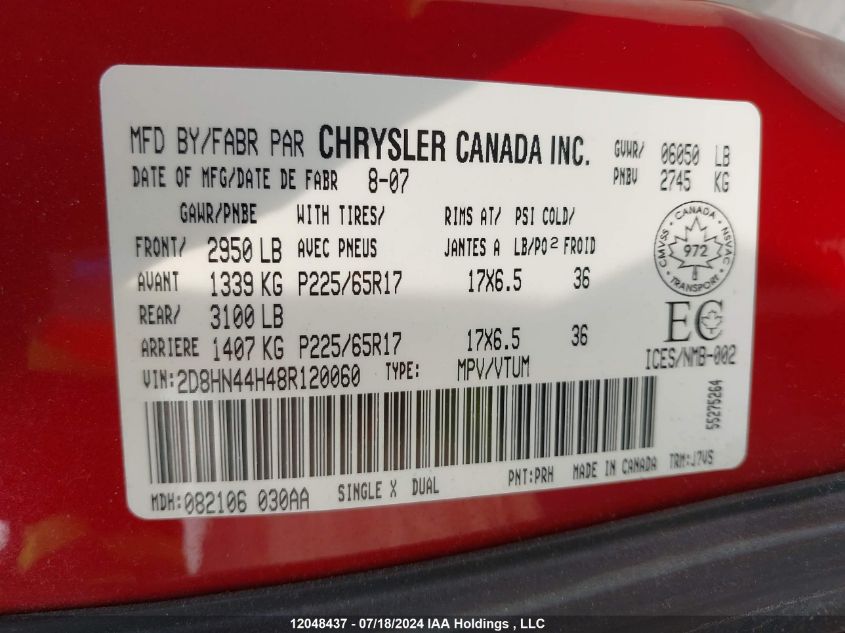 MFD BY/FABR PAR CHRYSLER CANADA INC. GVWR/ 06050 LB
DATE OF MFG/DATE DE FABR 8-07 PNBV 2745 KG
GAWR/PNBE WITH TIRES/ RIMS AT/ PSI COLD/
FRONT/ 2950 LB AVEC PNEUS JANTES A LB/PO2 FROID
AVANT 1339 KG P225/65R17 17X6.5 36
REAR/ 3100 LB
ARRIERE 1407 KG P225/65R17 17X6.5 36
CANADA
CMVSS 972 NSVAC
TRANSPORT
EC
ICES/NMB-002
VIN:2D8HN44H48R120060 TYPE: MPV/VTUM
55275264
MDH:082106 030AA SINGLE X DUAL PNT:PRH MADE IN CANADA TRM:J7VS
12048437 - 07/18/2024 IAA Holdings , LLC